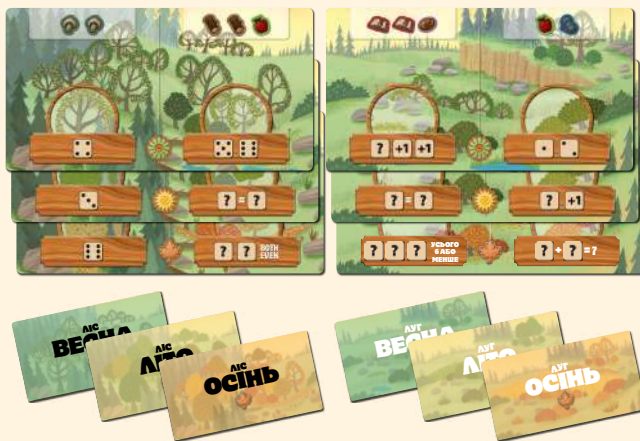 ? +1 +1
? = ?
? = ?
? +1
? ?
BOTH
EVEN
? ? ?
УСЬОГО
6 АБО
МЕНШЕ
? + ? = ?
ЛІС
ВЕСНА
ЛІС
ЛІТО
ЛІС
ОСІНЬ
ЛУГ
ВЕСНА
ЛУГ
ЛІТО
ЛУГ
ОСІНЬ